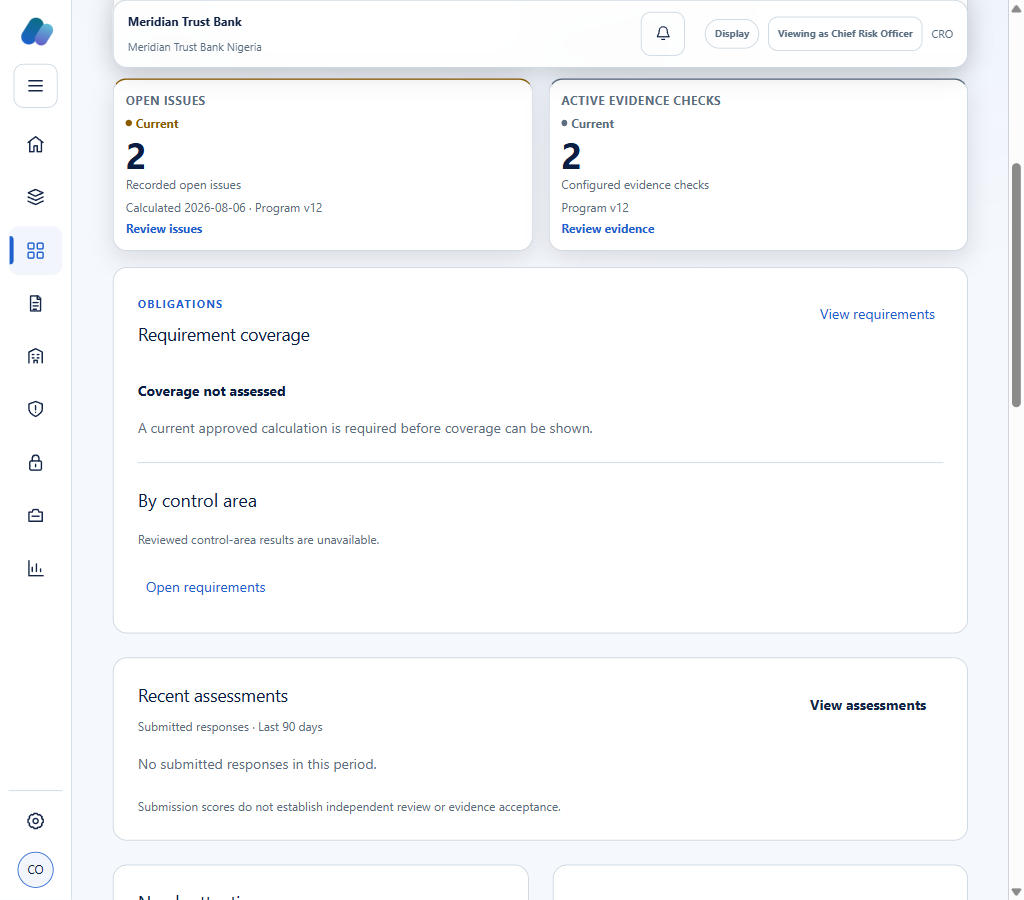 Meridian Trust Bank
Meridian Trust Bank Nigeria
Display
Viewing as Chief Risk Officer
CRO
OPEN ISSUES
Current
2
Recorded open issues
Calculated 2026-08-06 · Program v12
Review issues
ACTIVE EVIDENCE CHECKS
Current
2
Configured evidence checks
Program v12
Review evidence
OBLIGATIONS
Requirement coverage
View requirements
Coverage not assessed
A current approved calculation is required before coverage can be shown.
By control area
Reviewed control-area results are unavailable.
Open requirements
Recent assessments
Submitted responses · Last 90 days
View assessments
No submitted responses in this period.
Submission scores do not establish independent review or evidence acceptance.
CO